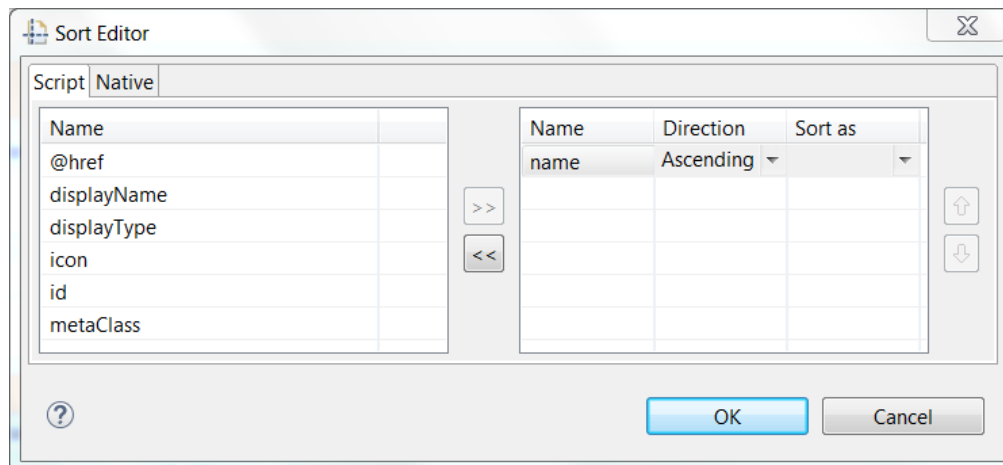 Sort Editor
Script Native
Name
@href
displayName
displayType
icon
id
metaClass
>>
<<
Name Direction Sort as
name Ascending
?
OK Cancel